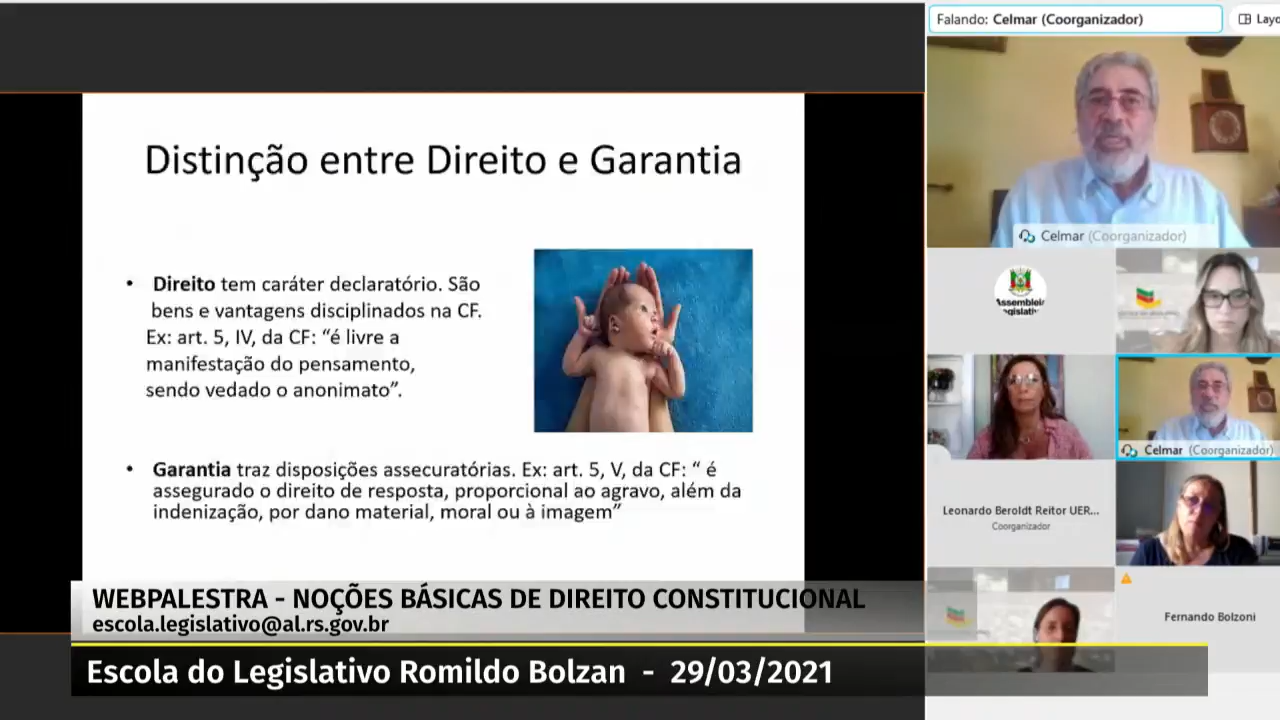 Distinção entre Direito e Garantia
• Direito tem caráter declaratório. São
bens e vantagens disciplinados na CF.
Ex: art. 5, IV, da CF: “é livre a
manifestação do pensamento,
sendo vedado o anonimato”.
• Garantia traz disposições assecuratórias. Ex: art. 5, V, da CF: “ é
assegurado o direito de resposta, proporcional ao agravo, além da
indenização, por dano material, moral ou à imagem”
WEBPALESTRA - NOÇÕES BÁSICAS DE DIREITO CONSTITUCIONAL
escola.legislativo@al.rs.gov.br
Escola do Legislativo Romildo Bolzan - 29/03/2021
Falando: Celmar (Coorganizador)
Layo
Celmar (Coorganizador)
Assembleia
Legislativ
Celmar (Coorganizador)
Leonardo Beroldt Reitor UER...
Coorganizador
Fernando Bolzoni